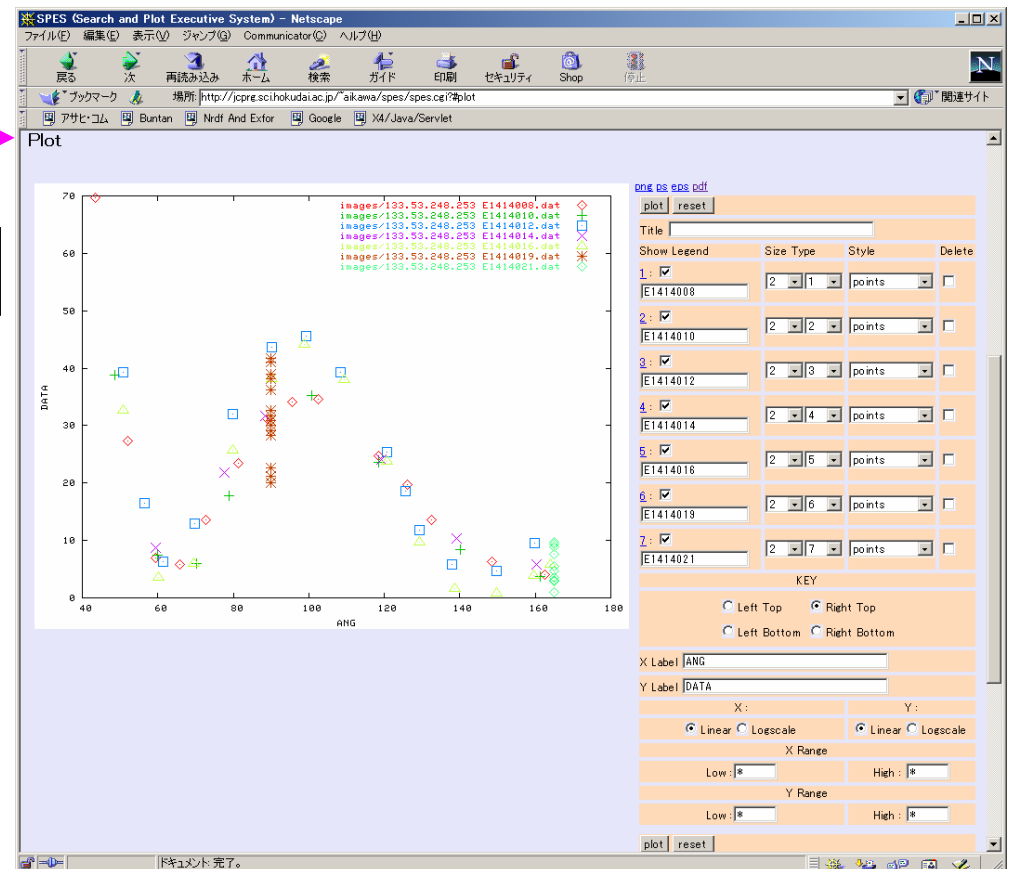 SPES (Search and Plot Executive System) - Netscape
ファイル(F) 編集(E) 表示(V) ジャンプ(G) Communicator(C) ヘルプ(H)
戻る 次 再読み込み ホーム 検索 ガイド 印刷 セキュリティ Shop 停止
N
ブックマーク 場所: http://jcprg.sci.hokudai.ac.jp/~aikawa/spes/spes.cgi?#plot 関連サイト
アサヒ・コム Buntan Nrdf And Exfor Google X4/Java/Servlet
Plot
png ps eps pdf
plot reset
Title
Show Legend Size Type Style Delete
1 :
E1414008
2 1 points
2 :
E1414010
2 2 points
3 :
E1414012
2 3 points
4 :
E1414014
2 4 points
5 :
E1414016
2 5 points
6 :
E1414019
2 6 points
7 :
E1414021
2 7 points
KEY
Left Top Right Top
Left Bottom Right Bottom
X Label ANG
Y Label DATA
X : Y :
Linear Logscale Linear Logscale
X Range
Low : * High : *
Y Range
Low : * High : *
plot reset
images/133.53.248.253 E1414008.dat
images/133.53.248.253 E1414010.dat
images/133.53.248.253 E1414012.dat
images/133.53.248.253 E1414014.dat
images/133.53.248.253 E1414016.dat
images/133.53.248.253 E1414019.dat
images/133.53.248.253 E1414021.dat
70
60
50
40
30
20
10
0
DATA
40 60 80 100 120 140 160 180
ANG
ドキュメント: 完了。